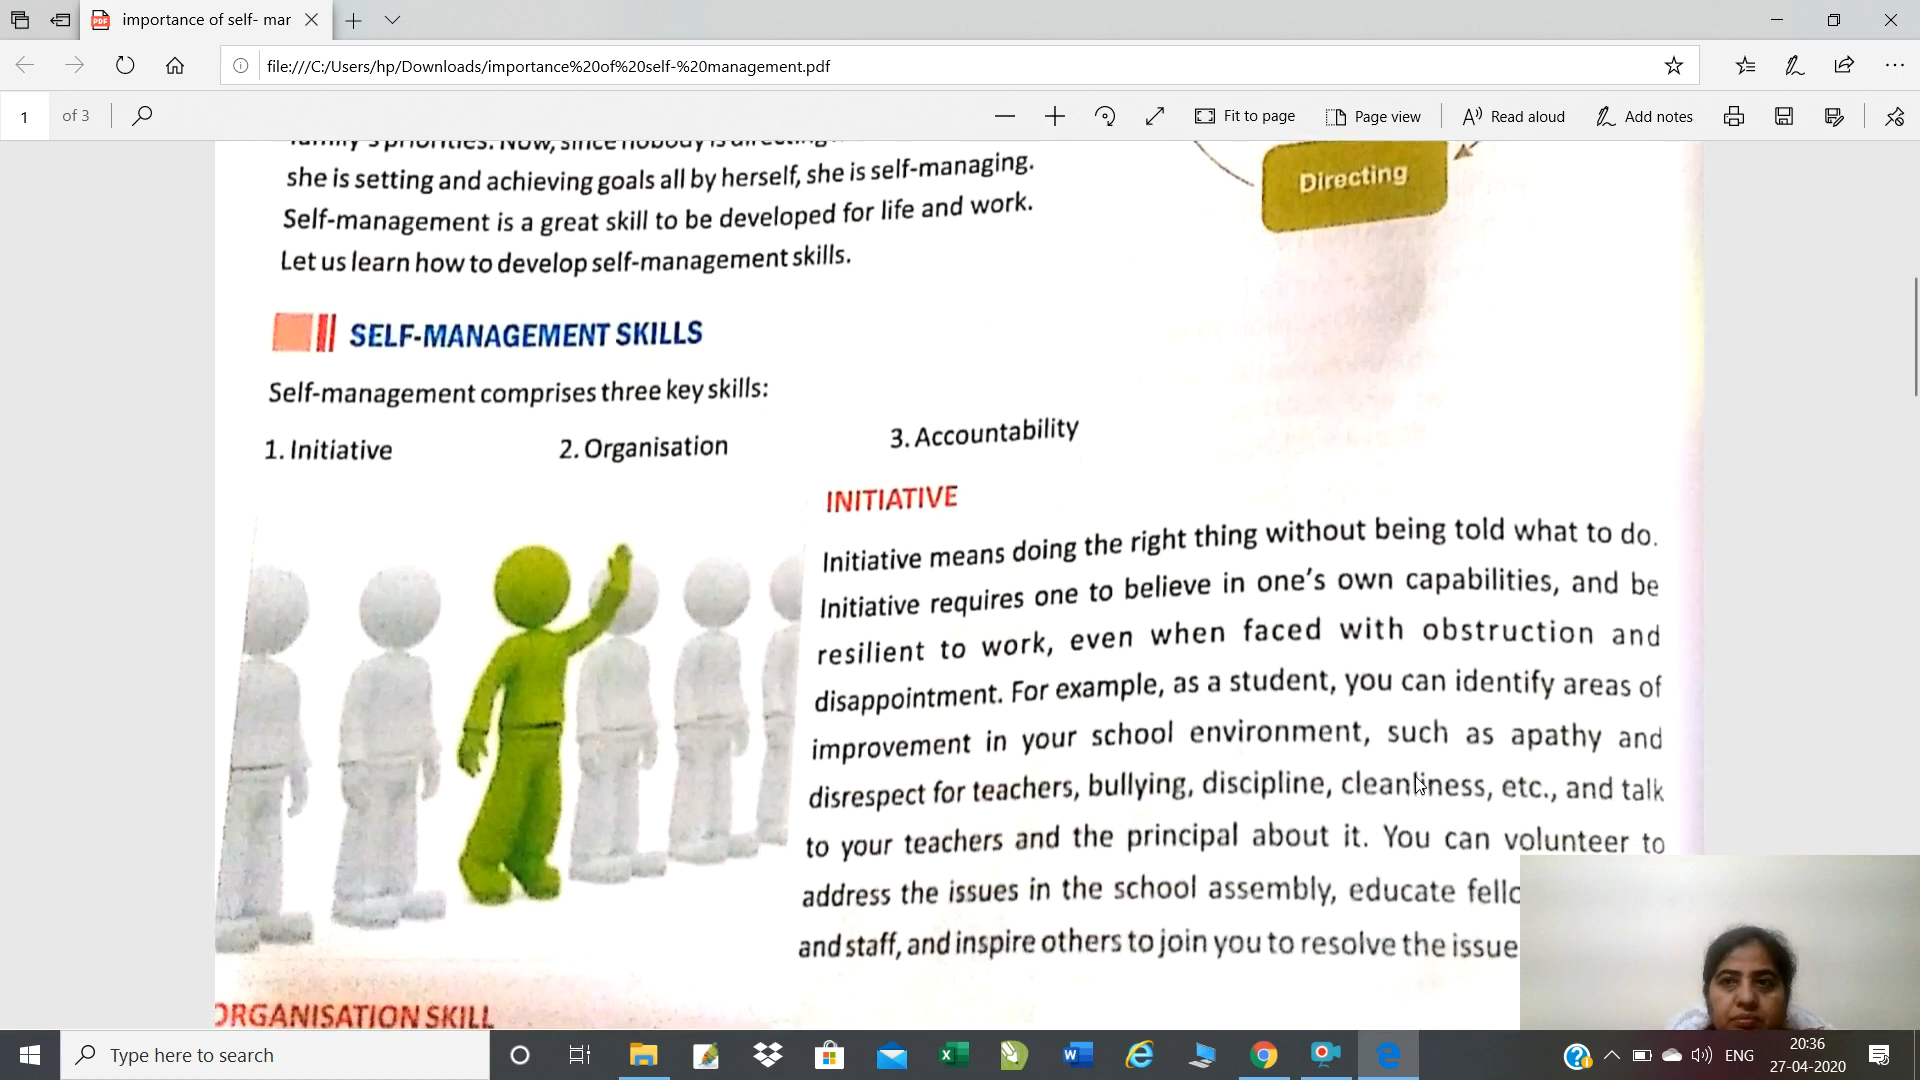 importance of self- mar
file:///C:/Users/hp/Downloads/importance%20of%20self-%20management.pdf
1 of 3
Fit to page
Page view
Read aloud
Add notes
she is setting and achieving goals all by herself, she is self-managing.
Self-management is a great skill to be developed for life and work.
Let us learn how to develop self-management skills.
Directing
SELF-MANAGEMENT SKILLS
Self-management comprises three key skills:
1. Initiative 2. Organisation 3. Accountability
INITIATIVE
Initiative means doing the right thing without being told what to do.
Initiative requires one to believe in one's own capabilities, and be
resilient to work, even when faced with obstruction and
disappointment. For example, as a student, you can identify areas of
improvement in your school environment, such as apathy and
disrespect for teachers, bullying, discipline, cleanliness, etc., and talk
to your teachers and the principal about it. You can volunteer to
address the issues in the school assembly, educate
and staff, and inspire others to join you to resolve the issue
ORGANISATION SKILL
Type here to search
ENG
20:36
27-04-2020